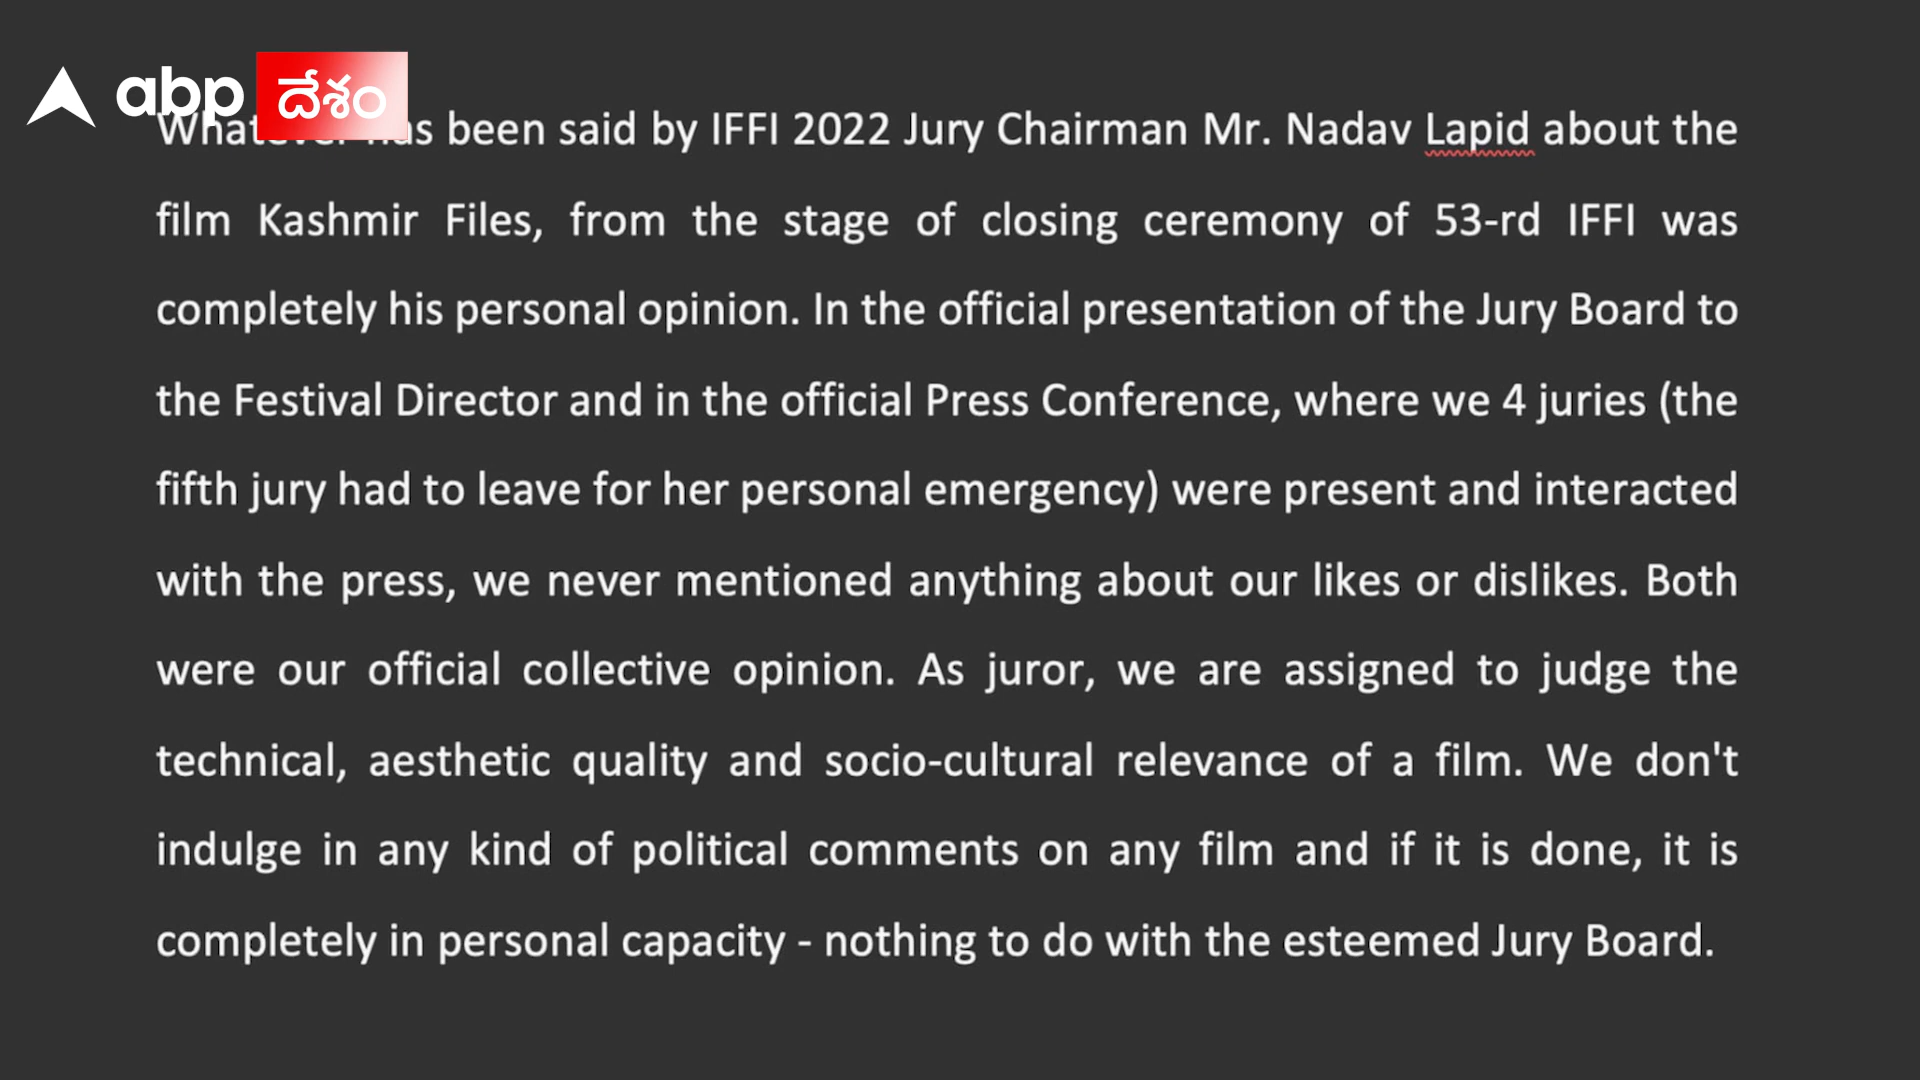 abp దేశం
Whatever has been said by IFFI 2022 Jury Chairman Mr. Nadav Lapid about the
film Kashmir Files, from the stage of closing ceremony of 53-rd IFFI was
completely his personal opinion. In the official presentation of the Jury Board to
the Festival Director and in the official Press Conference, where we 4 juries (the
fifth jury had to leave for her personal emergency) were present and interacted
with the press, we never mentioned anything about our likes or dislikes. Both
were our official collective opinion. As juror, we are assigned to judge the
technical, aesthetic quality and socio-cultural relevance of a film. We don't
indulge in any kind of political comments on any film and if it is done, it is
completely in personal capacity - nothing to do with the esteemed Jury Board.